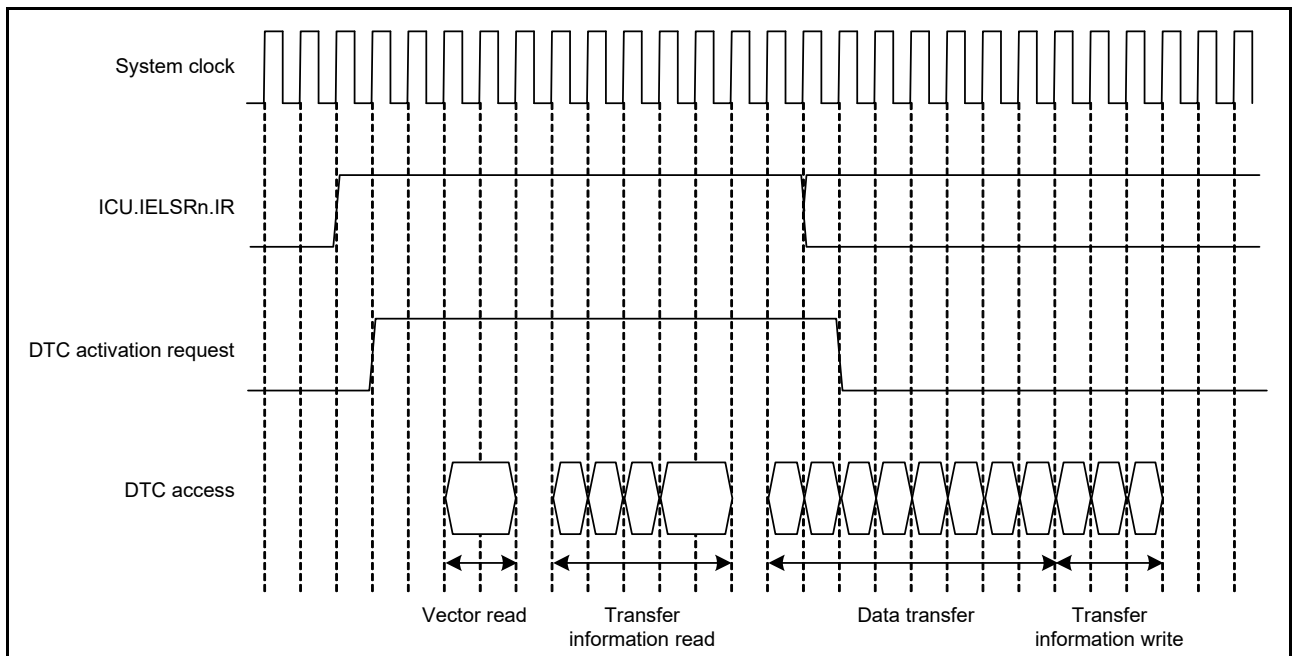 System clock
ICU.IELSRn.IR
DTC activation request
DTC access
Vector read
Transfer
information read
Data transfer
Transfer
information write